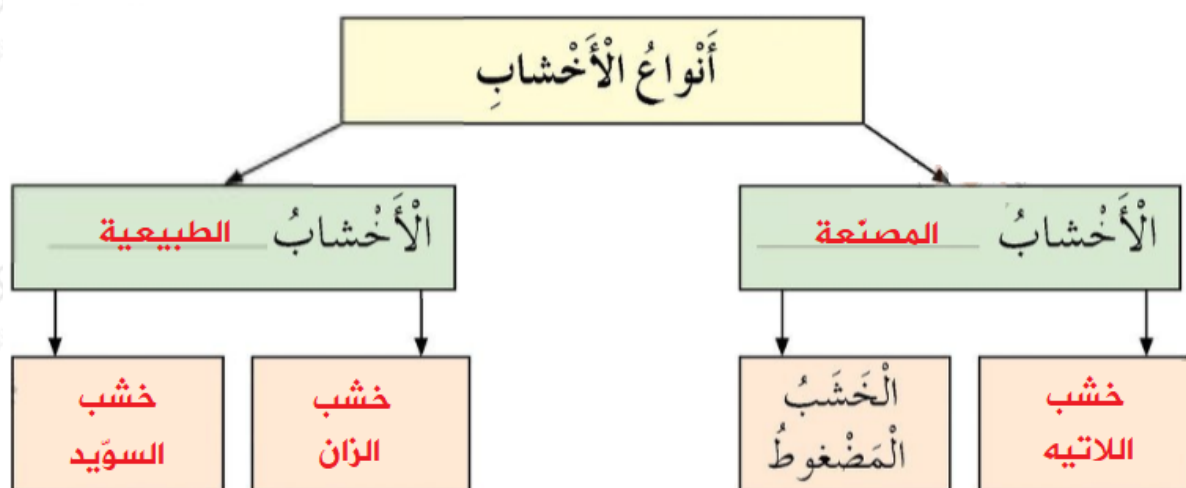 أَنْواعُ الْأَخْشابِ
الْأَخْشابُ المصنّعة
الْأَخْشابُ الطبيعية
خشب
اللاتيه
الْخَشَبُ
الْمَضْغوطُ
خشب
الزان
خشب
السوّيد